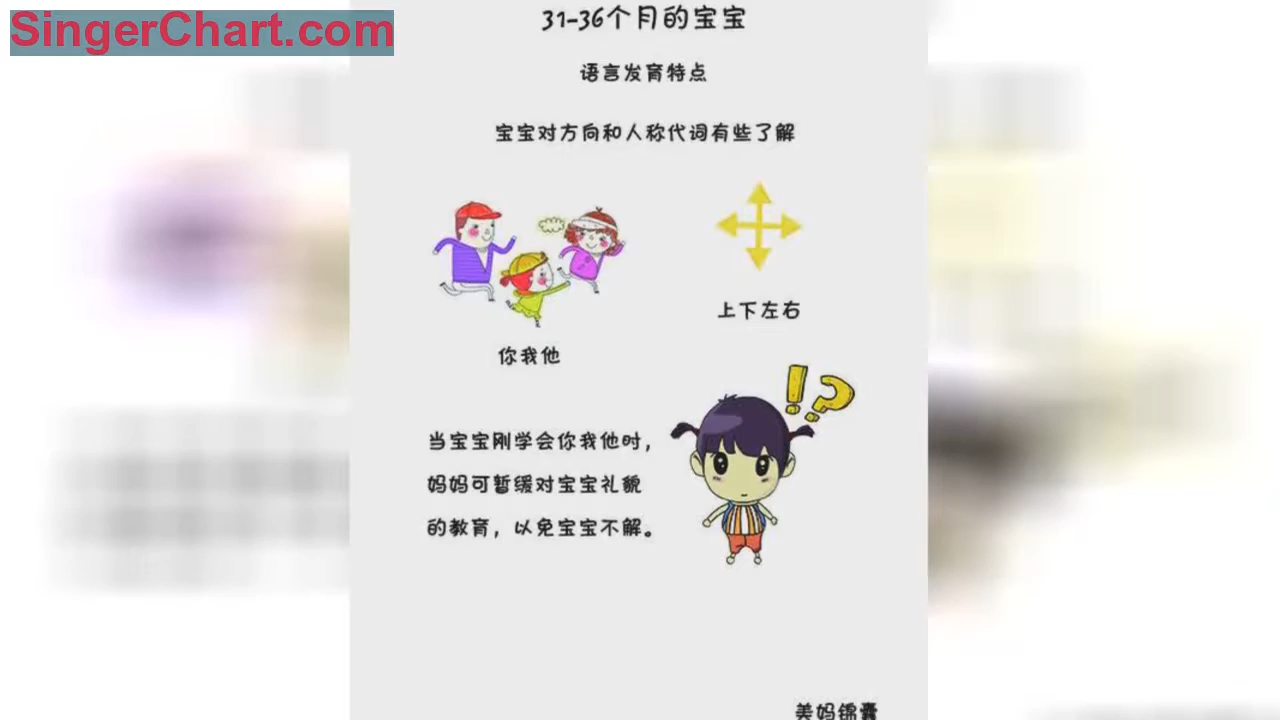 SingerChart.com
31-36个月的宝宝
语言发育特点
宝宝对方向和人称代词有些了解
上下左右
你我他
!?
当宝宝刚学会你我他时，
妈妈可暂缓对宝宝礼貌
的教育，以免宝宝不解。
美妈锦囊